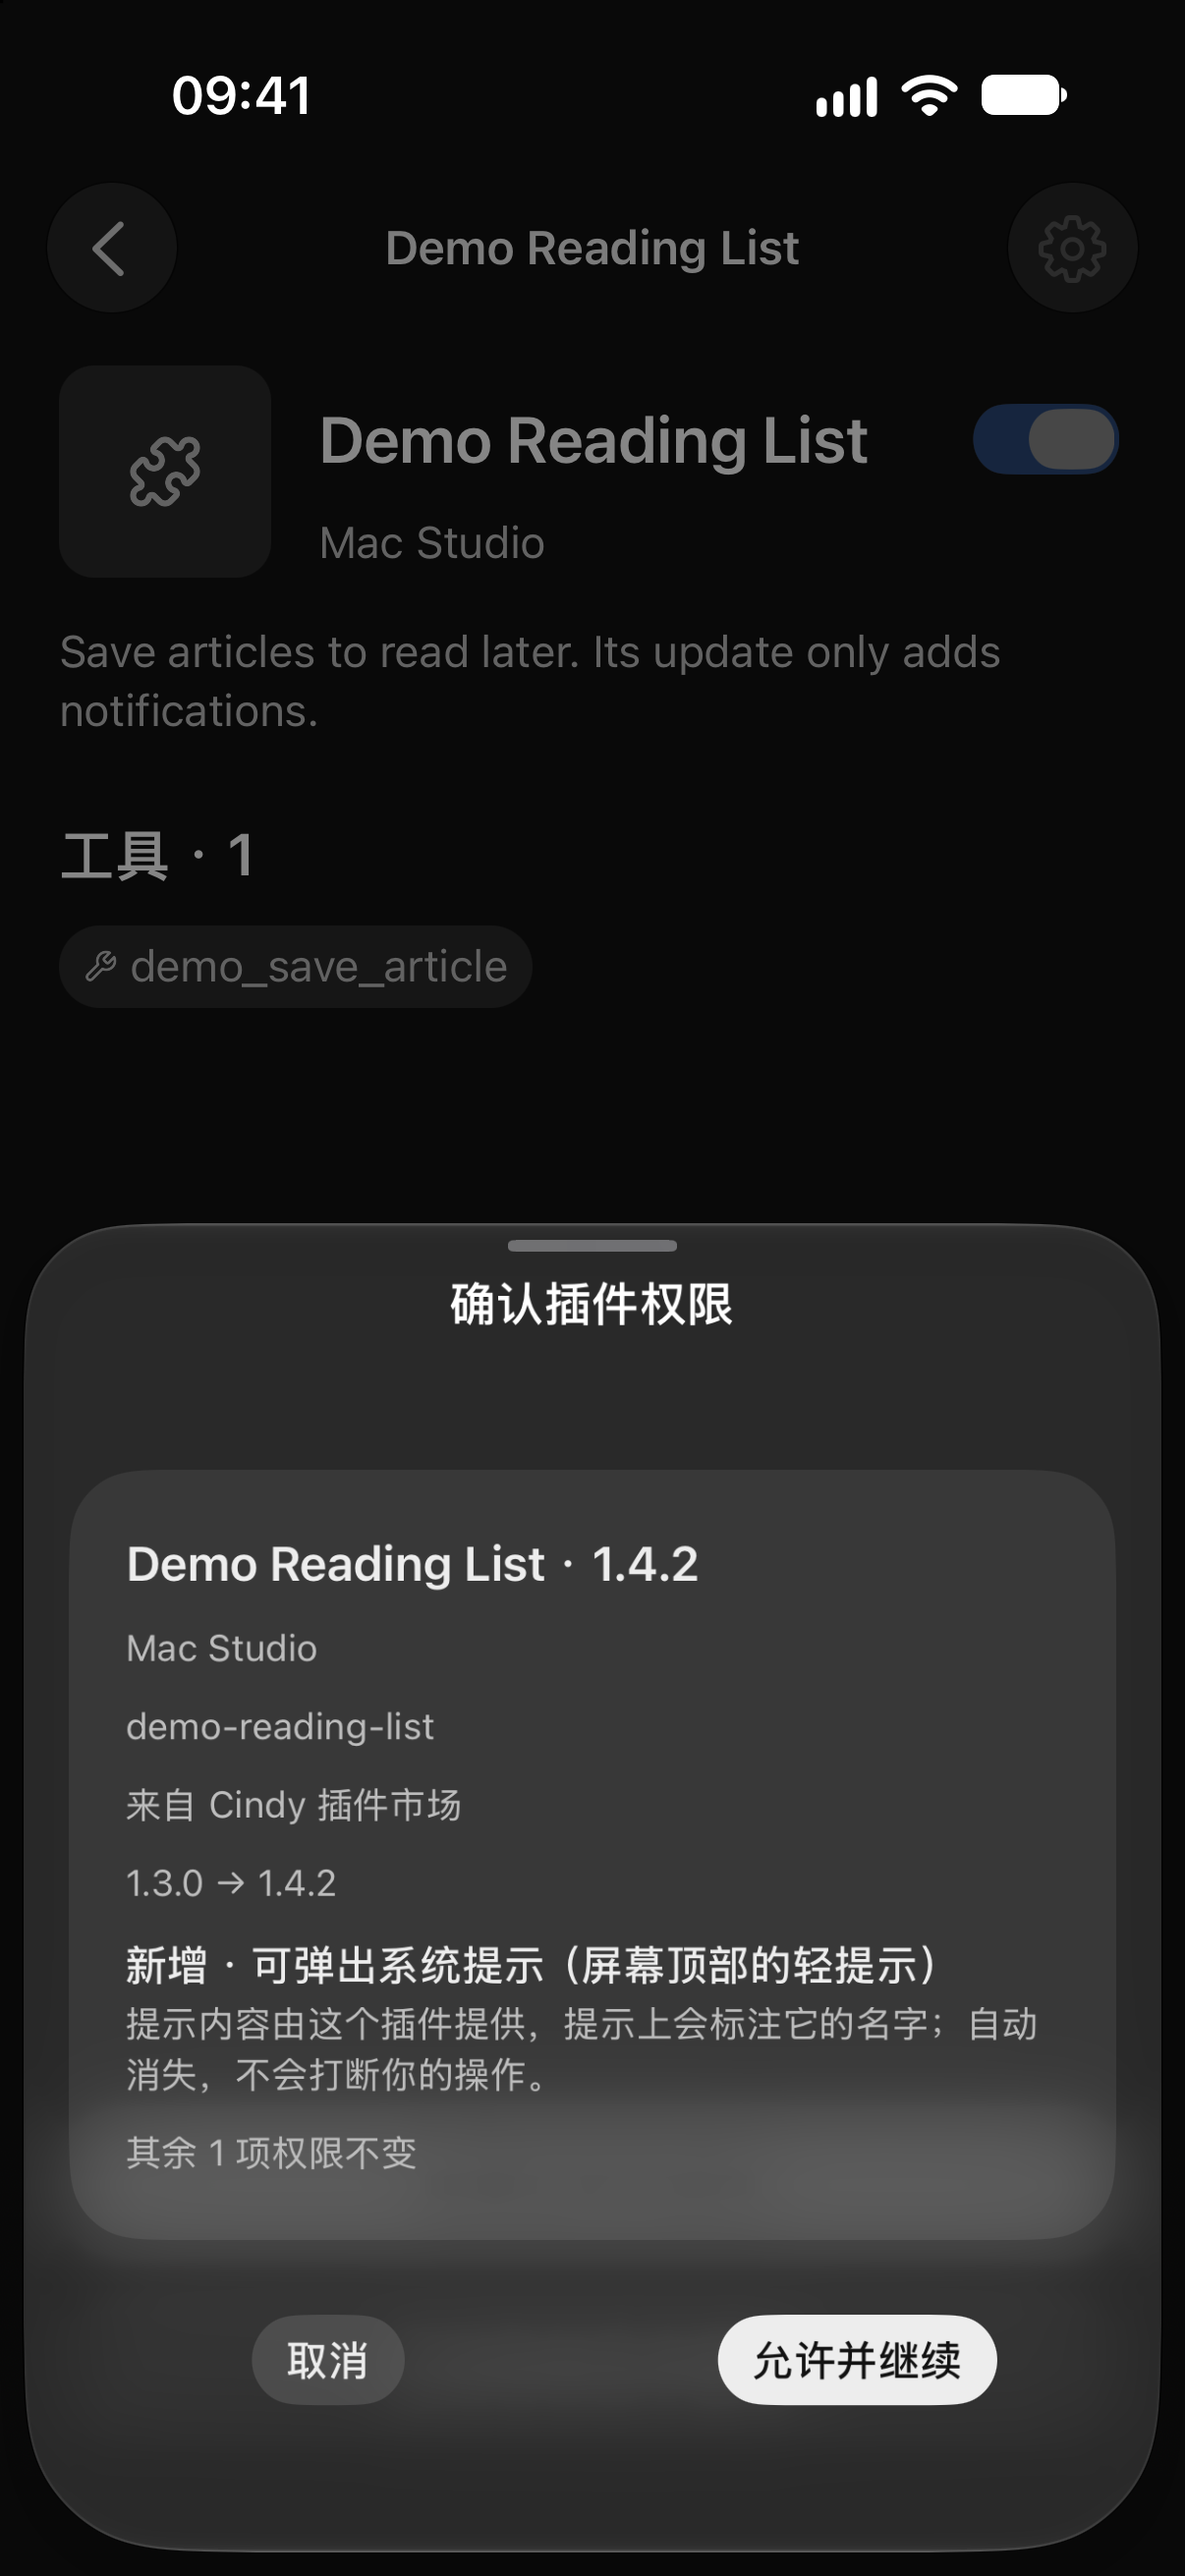 09:41
Demo Reading List
Demo Reading List
Mac Studio
Save articles to read later. Its update only adds
notifications.
工具 · 1
demo_save_article
确认插件权限
Demo Reading List · 1.4.2
Mac Studio
demo-reading-list
来自 Cindy 插件市场
1.3.0 → 1.4.2
新增 · 可弹出系统提示（屏幕顶部的轻提示）
提示内容由这个插件提供，提示上会标注它的名字；自动
消失，不会打断你的操作。
其余 1 项权限不变
取消
允许并继续